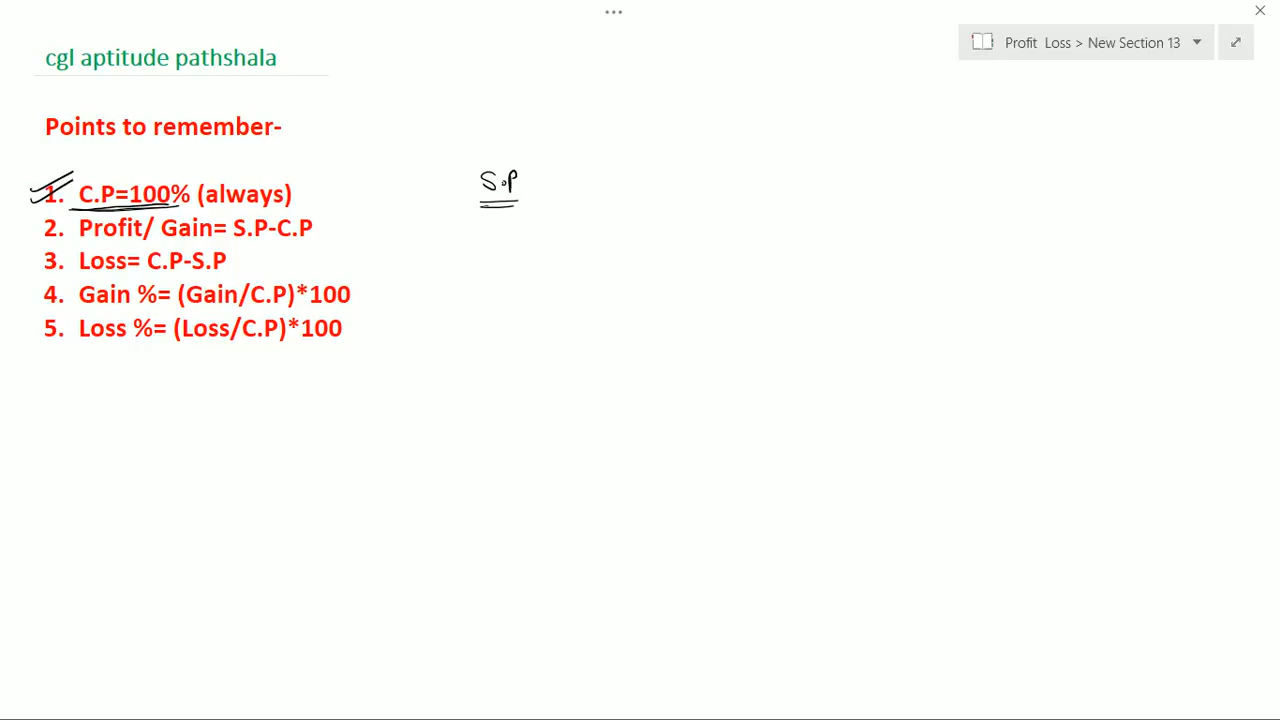 cgl aptitude pathshala
Profit Loss > New Section 13
Points to remember-
1. C.P=100% (always)
S.P
2. Profit/ Gain= S.P-C.P
3. Loss= C.P-S.P
4. Gain %= (Gain/C.P)*100
5. Loss %= (Loss/C.P)*100